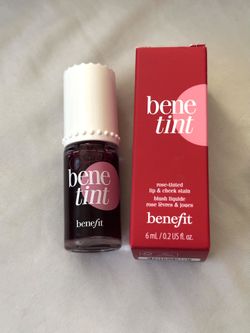 bene
tint
benefit
bene
tint
rose-tinted
lip & cheek stain
blush liquide
rose lèvres & joues
benefit
6 mL / 0.2 US fl. oz.